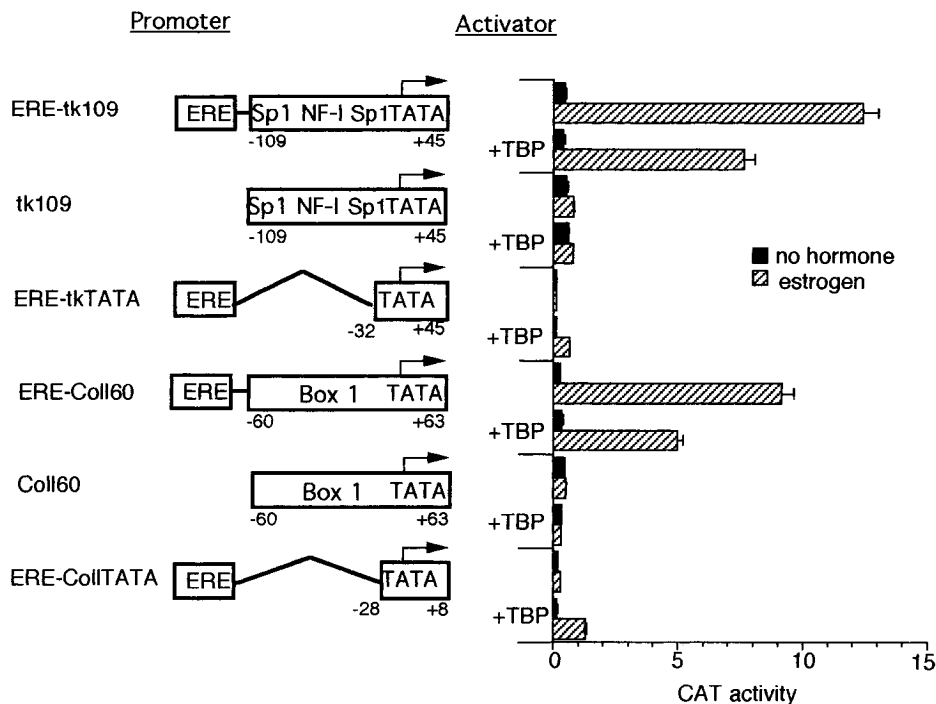 Promoter Activator
ERE-tk109 ERE Sp1 NF-I Sp1TATA
-109 +45 +TBP
tk109 Sp1 NF-I Sp1TATA
-109 +45 +TBP
no hormone
estrogen
ERE-tkTATA ERE TATA
-32 +45 +TBP
ERE-Coll60 ERE Box 1 TATA
-60 +63 +TBP
Coll60 Box 1 TATA
-60 +63 +TBP
ERE-CollTATA ERE TATA
-28 +8 +TBP
0 5 10 15
CAT activity